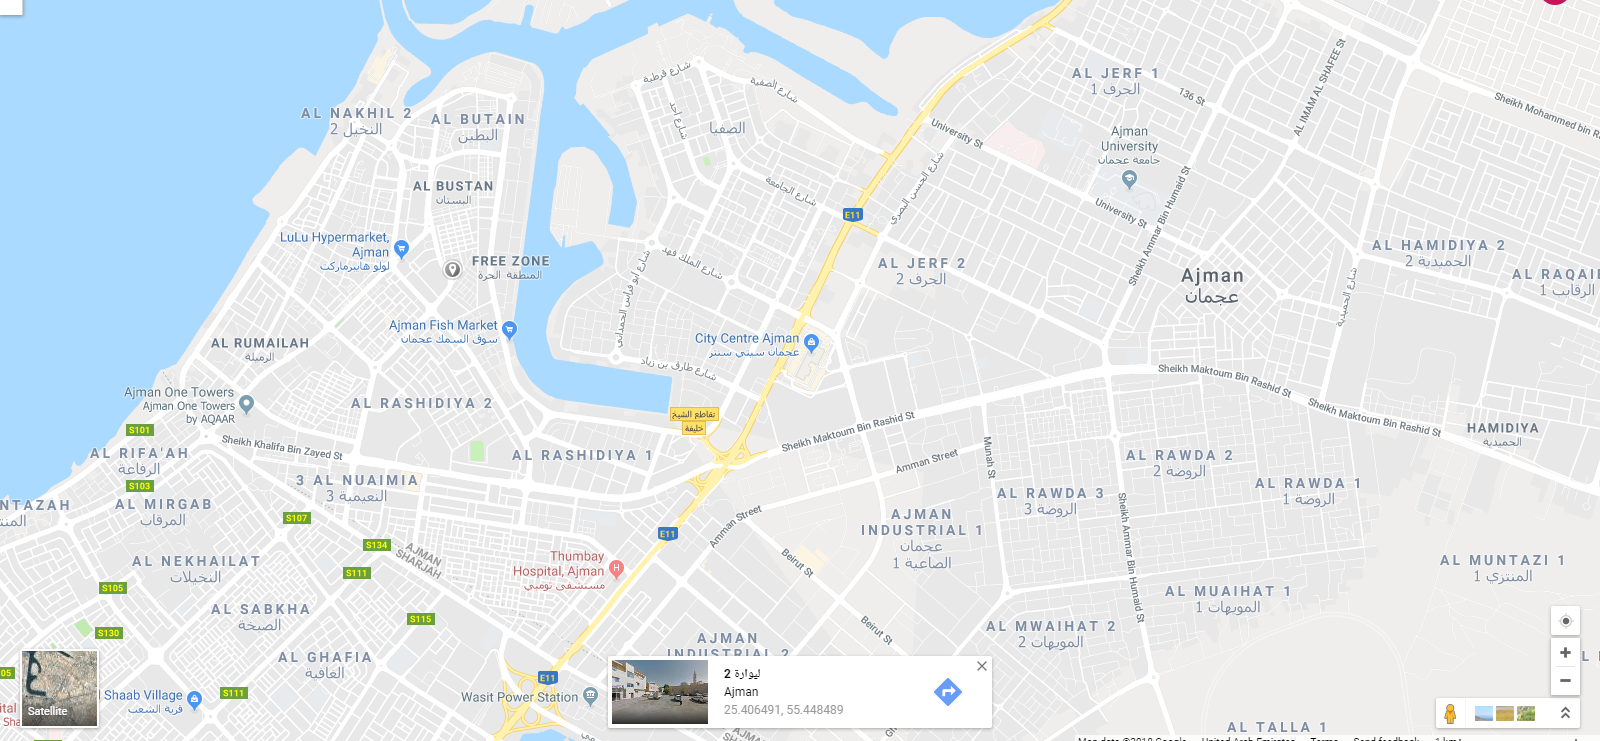 AL NAKHIL 2
النخيل 2
AL BUTAIN
البطين
شارع قرطبة
شارع الصفية
شارع احد
الصفيا
AL JERF 1
الجرف 1
136 St
University St
Ajman
University
جامعة عجمان
AL IMAM AL SHAFEE St
Sheikh Mohammed bin R
AL BUSTAN
البستان
شارع الجامعة
شارع الحسن البصري
University St
Sheikh Ammar Bin Humaid St
E11
LuLu Hypermarket,
Ajman
لولو هايبرماركت
FREE ZONE
المنطقة الحرة
شارع الملك فهد
شارع ابو فراس الحمداني
AL JERF 2
الجرف 2
Ajman
عجمان
AL HAMIDIYA 2
الحميدية 2
AL RAQAIB
الرقايب 1
شارع الحميدية
Ajman Fish Market
سوق السمك عجمان
City Centre Ajman
عجمان سيتي سنتر
AL RUMAILAH
الرميلة
شارع طارق بن زياد
Sheikh Maktoum Bin Rashid St
Ajman One Towers
Ajman One Towers
by AQAAR
AL RASHIDIYA 2
تقاطع الشيخ
خليفة
Sheikh Maktoum Bin Rashid St
Sheikh Maktoum Bin Rashid St
HAMIDIYA
الحميدية
S101
Sheikh Khalifa Bin Zayed St
AL RIFA'AH
الرفاعة
AL RASHIDIYA 1
Amman Street
Munah St
AL RAWDA 2
الروضة 2
S103
3 AL NUAIMIA
النعيمية 3
AL RAWDA 3
الروضة 3
AL RAWDA 1
الروضة 1
NTAZAH
المنت
AL MIRGAB
المرقاب
S107
Amman Street
AJMAN
INDUSTRIAL 1
عجمان
الصناعية 1
Sheikh Ammar Bin Humaid St
E11
S134
AJMAN
SHARJAH
AL NEKHAILAT
النخيلات
S111
Thumbay
Hospital, Ajman
مستشفى تومبي
Beirut St
AL MUNTAZI 1
المنتزي 1
S105
AL SABKHA
الصبخة
S115
AL MUAIHAT 1
المويهات 1
S130
Beirut St
AL MWAIHAT 2
المويهات 2
AL GHAFIA
الغافية
AJMAN
INDUSTRIAL 2
05
E11
ital
Sha
l Shaab Village
قرية الشعب
S111
Wasit Power Station
Satellite
ليوارة 2
Ajman
25.406491, 55.448489
AL TALLA 1
Map data ©2018 Google
United Arab Emirates
Terms
Send feedback
1 km